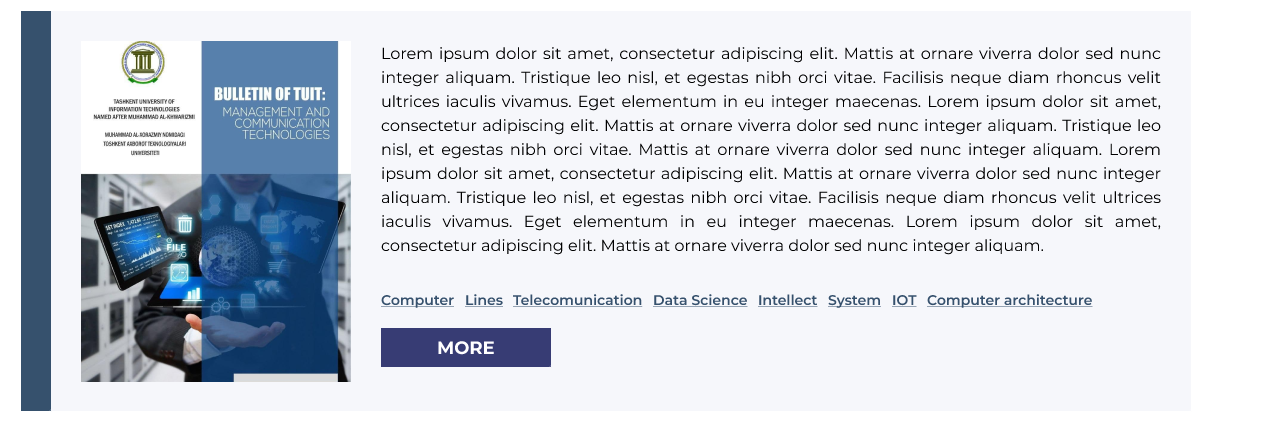 TASHKENT UNIVERSITY OF
INFORMATION TECHNOLOGIES
NAMED AFTER MUHAMMAD AL-KHWARIZMI
MUHAMMAD AL-XORAZMIY NOMIDAGI
TOSHKENT AXBOROT TEXNOLOGIYALARI
UNIVERSITETI
BULLETIN OF TUIT:
MANAGEMENT AND
COMMUNICATION
TECHNOLOGIES
FILE
Lorem ipsum dolor sit amet, consectetur adipiscing elit. Mattis at ornare viverra dolor sed nunc
integer aliquam. Tristique leo nisl, et egestas nibh orci vitae. Facilisis neque diam rhoncus velit
ultrices iaculis vivamus. Eget elementum in eu integer maecenas. Lorem ipsum dolor sit amet,
consectetur adipiscing elit. Mattis at ornare viverra dolor sed nunc integer aliquam. Tristique leo
nisl, et egestas nibh orci vitae. Mattis at ornare viverra dolor sed nunc integer aliquam. Lorem
ipsum dolor sit amet, consectetur adipiscing elit. Mattis at ornare viverra dolor sed nunc integer
aliquam. Tristique leo nisl, et egestas nibh orci vitae. Facilisis neque diam rhoncus velit ultrices
iaculis vivamus. Eget elementum in eu integer maecenas. Lorem ipsum dolor sit amet,
consectetur adipiscing elit. Mattis at ornare viverra dolor sed nunc integer aliquam.
Computer Lines Telecomunication Data Science Intellect System IOT Computer architecture
MORE